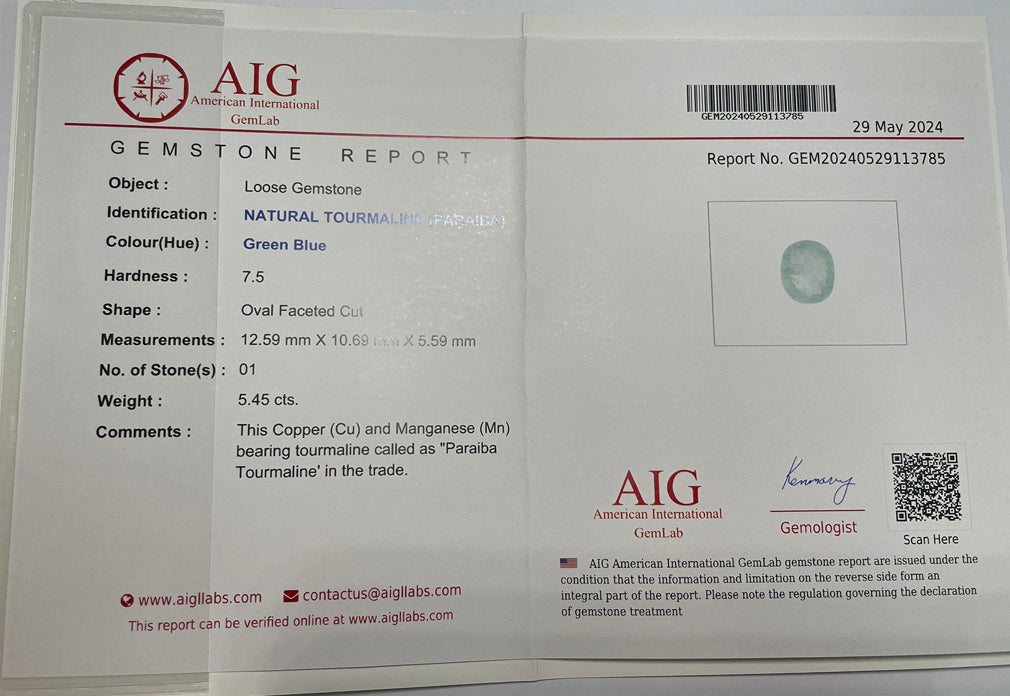 AIG
American International
GemLab
GEM20240529113785
29 May 2024
GEMSTONE REPORT
Report No. GEM20240529113785
Object : Loose Gemstone
Identification : NATURAL TOURMALINE (PARAIBA)
Colour(Hue) : Green Blue
Hardness : 7.5
Shape : Oval Faceted Cut
Measurements : 12.59 mm X 10.69 mm X 5.59 mm
No. of Stone(s) : 01
Weight : 5.45 cts.
Comments : This Copper (Cu) and Manganese (Mn)
bearing tourmaline called as "Paraiba
Tourmaline' in the trade.
www.aigllabs.com contactus@aigllabs.com
This report can be verified online at www.aigllabs.com
AIG
American International
GemLab
Gemologist
Scan Here
AIG American International GemLab gemstone report are issued under the
condition that the information and limitation on the reverse side form an
integral part of the report. Please note the regulation governing the declaration
of gemstone treatment